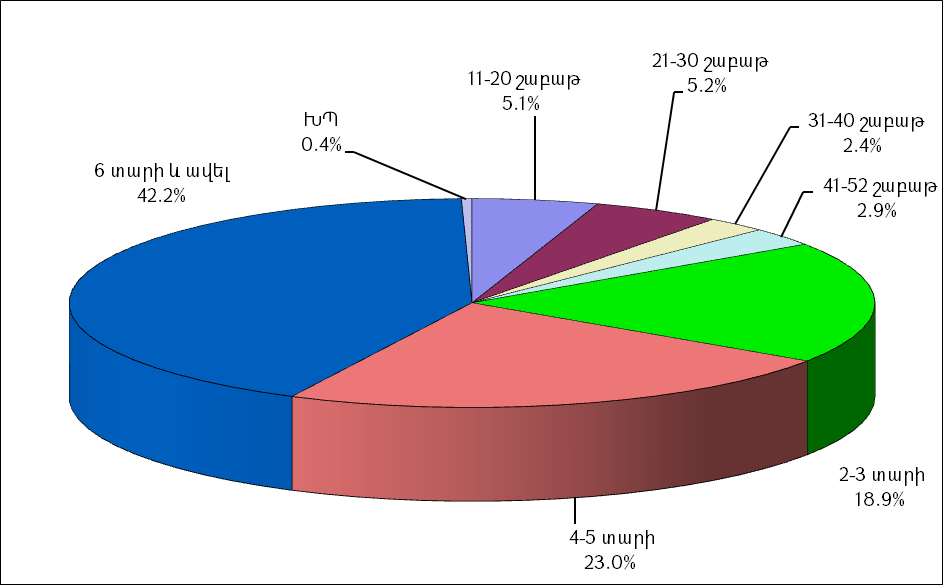 21-30 շաբաթ
5.2%
11-20 շաբաթ
5.1%
ԽՊ
0.4%
31-40 շաբաթ
2.4%
6 տարի և ավել
42.2%
41-52 շաբաթ
2.9%
2-3 տարի
18.9%
4-5 տարի
23.0%